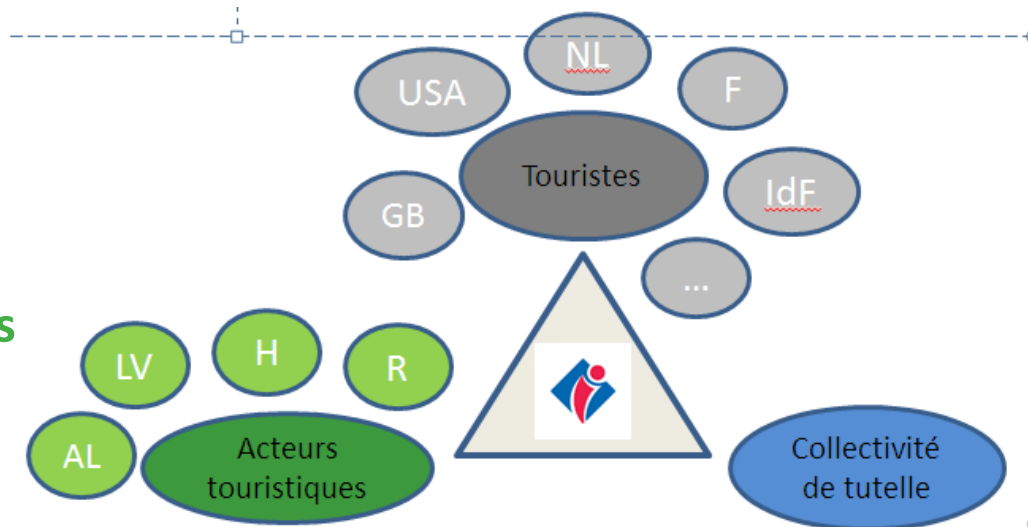 NL
USA
F
Touristes
IdF
GB
...
s
H
LV
R
AL
Acteurs
touristiques
Collectivité
de tutelle